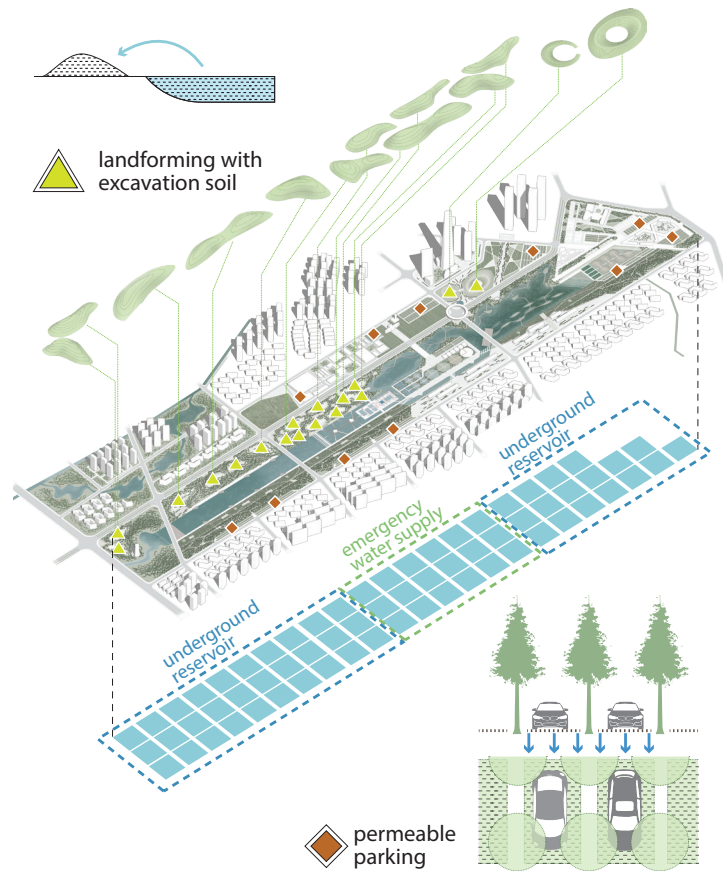 landforming with
excavation soil
underground
reservoir
emergency
water supply
underground
reservoir
permeable
parking